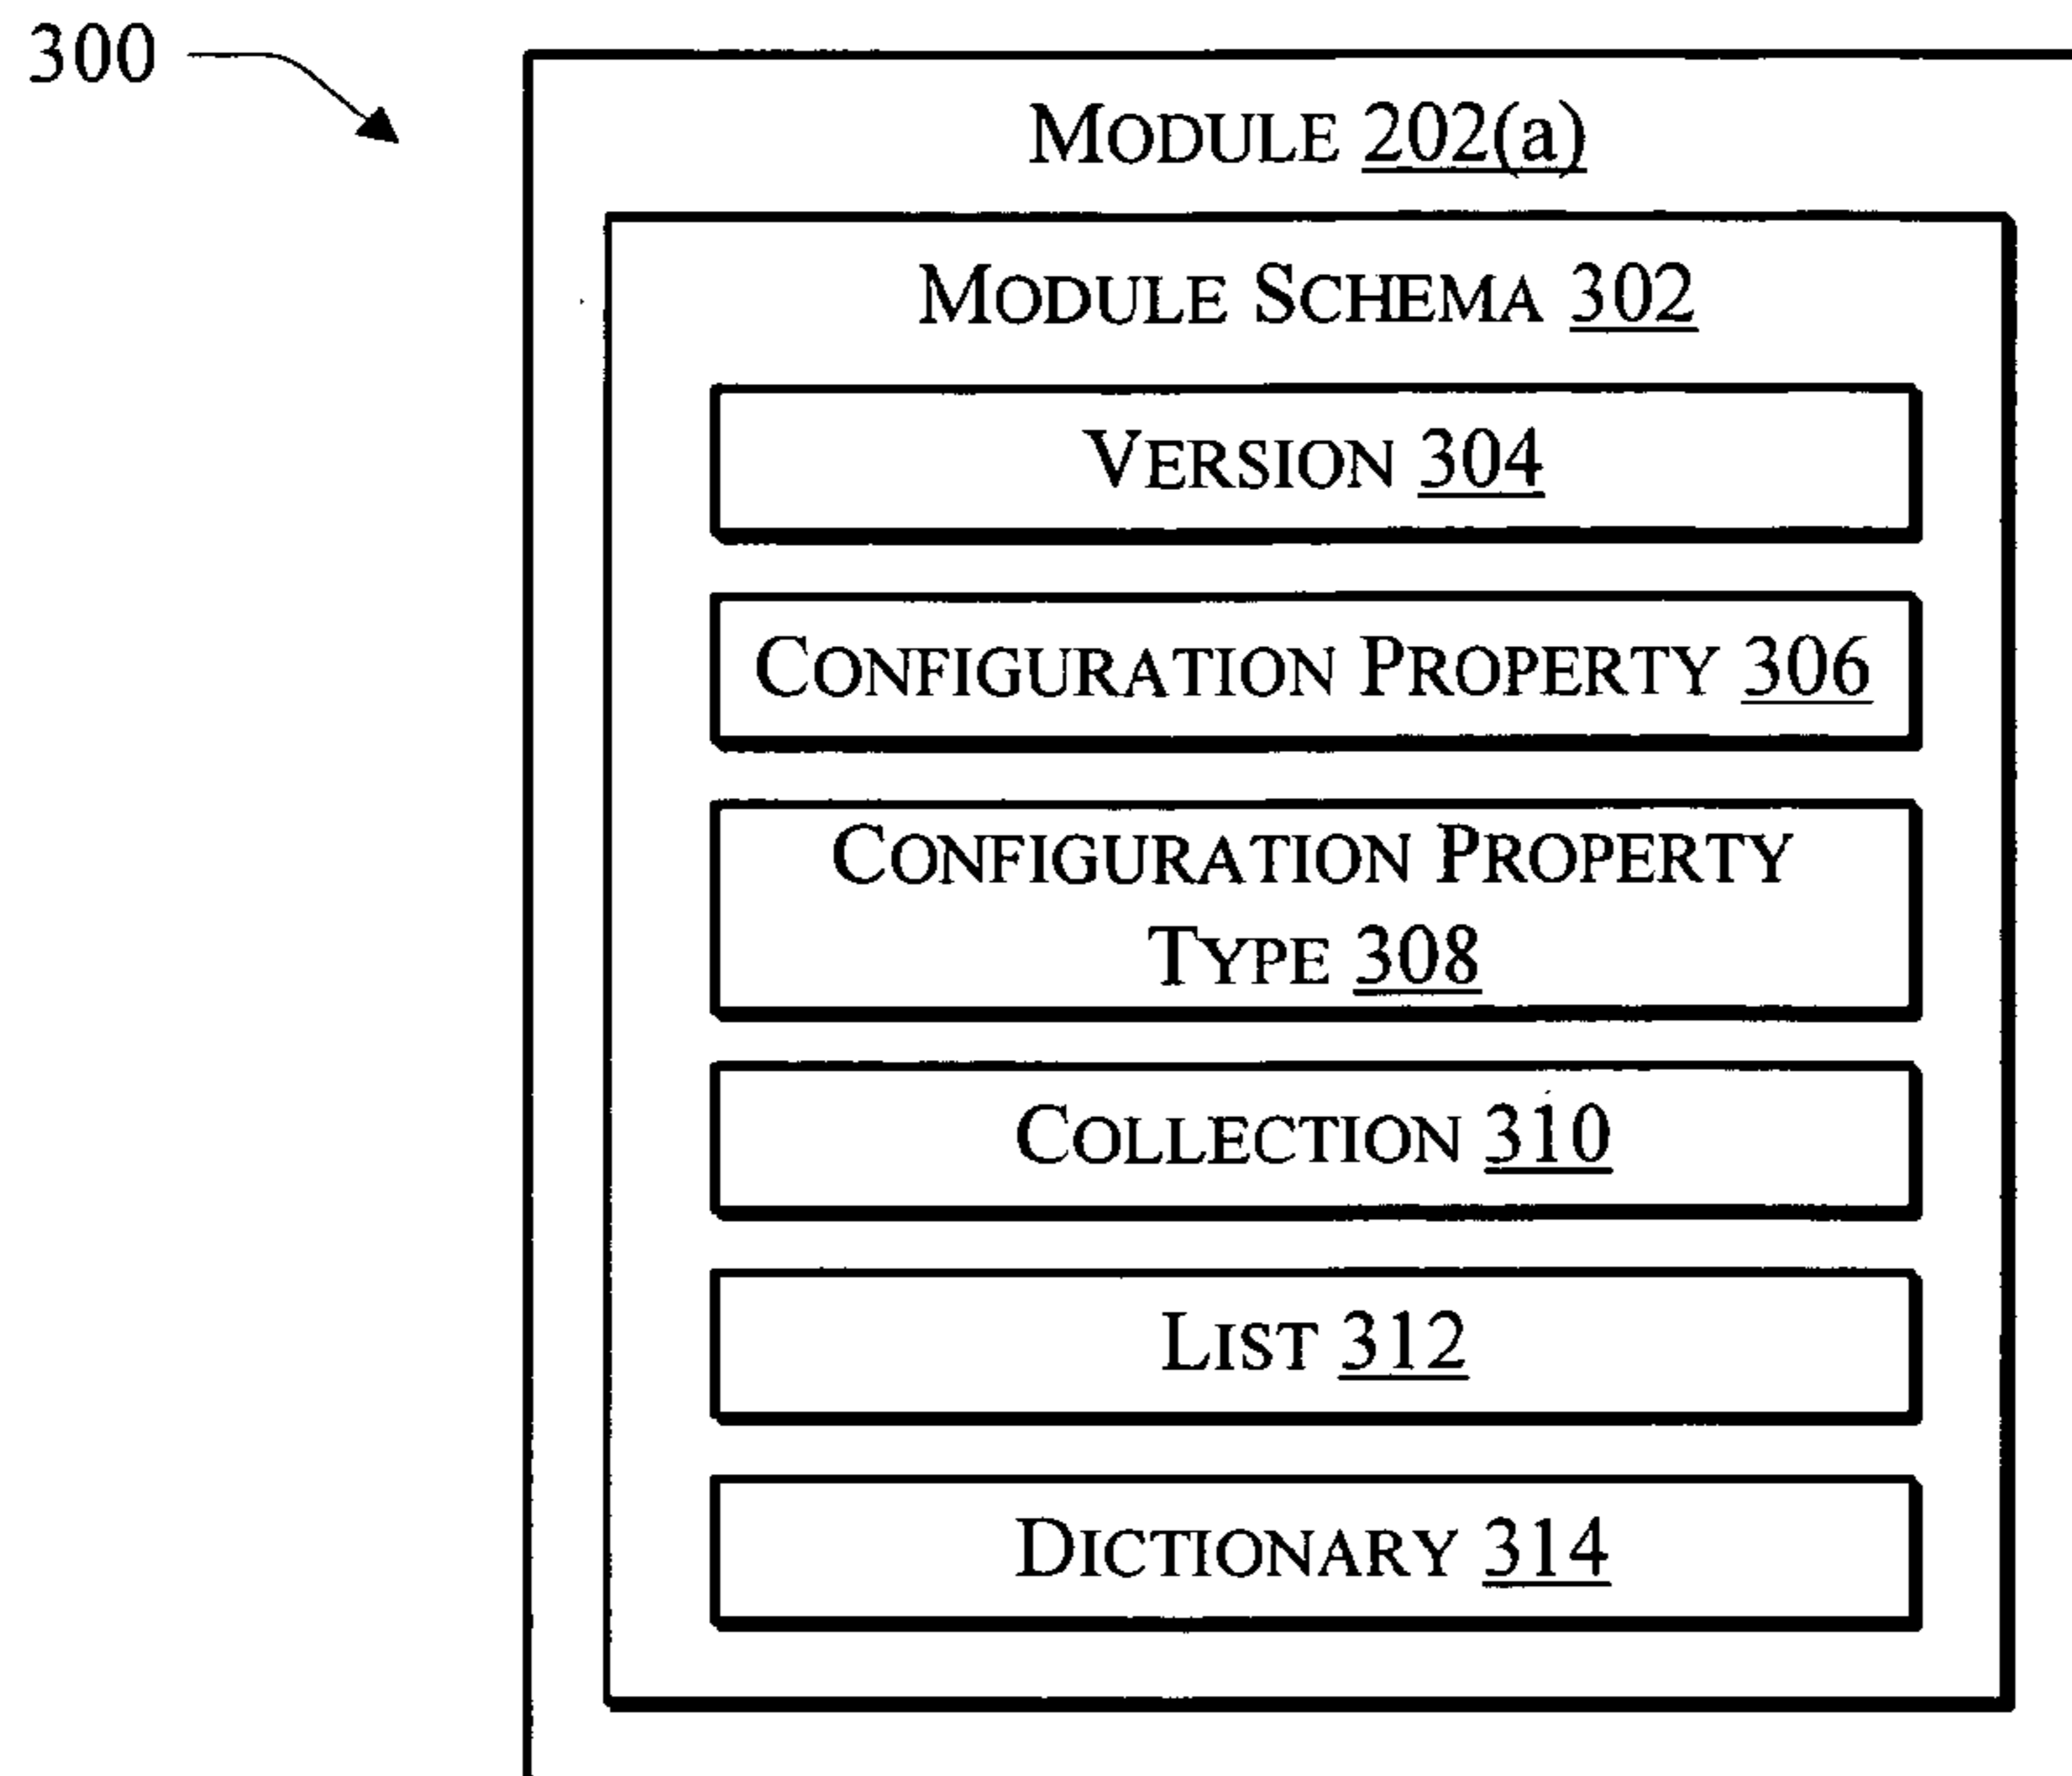 300
MODULE 202(a)
MODULE SCHEMA 302
VERSION 304
CONFIGURATION PROPERTY 306
CONFIGURATION PROPERTY
TYPE 308
COLLECTION 310
LIST 312
DICTIONARY 314